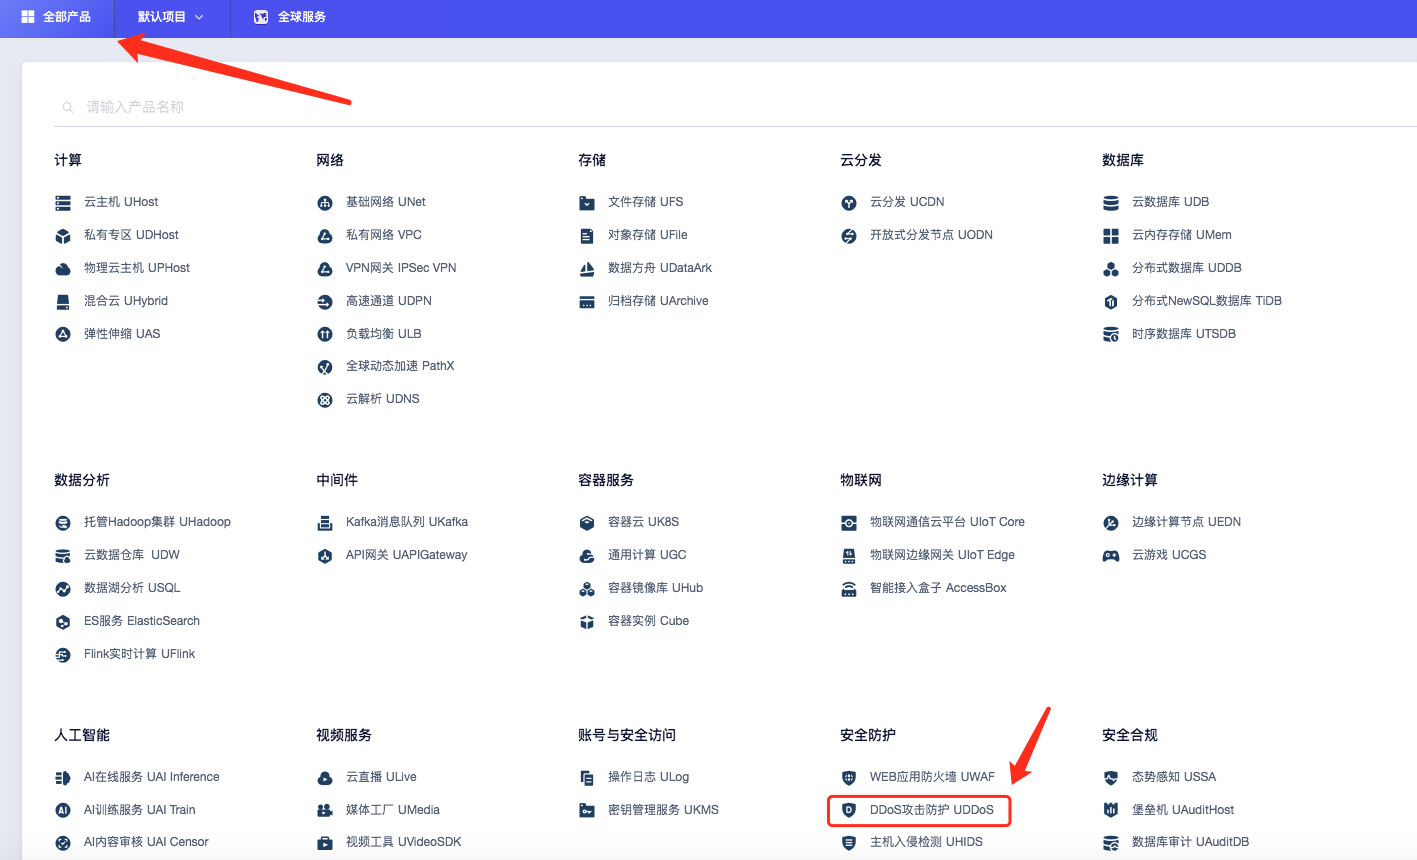 全部产品
默认项目
全球服务
请输入产品名称
计算
云主机 UHost
私有专区 UDHost
物理云主机 UPHost
混合云 UHybrid
弹性伸缩 UAS
网络
基础网络 UNet
私有网络 VPC
VPN网关 IPSec VPN
高速通道 UDPN
负载均衡 ULB
全球动态加速 PathX
云解析 UDNS
存储
文件存储 UFS
对象存储 UFile
数据方舟 UDataArk
归档存储 UArchive
云分发
云分发 UCDN
开放式分发节点 UODN
数据库
云数据库 UDB
云内存存储 UMem
分布式数据库 UDDB
分布式NewSQL数据库 TiDB
时序数据库 UTSDB
数据分析
托管Hadoop集群 UHadoop
云数据仓库 UDW
数据湖分析 USQL
ES服务 ElasticSearch
Flink实时计算 UFlink
中间件
Kafka消息队列 UKafka
API网关 UAPIGateway
容器服务
容器云 UK8S
通用计算 UGC
容器镜像库 UHub
容器实例 Cube
物联网
物联网通信云平台 UIoT Core
物联网边缘网关 UIoT Edge
智能接入盒子 AccessBox
边缘计算
边缘计算节点 UEDN
云游戏 UCGS
人工智能
AI在线服务 UAI Inference
AI训练服务 UAI Train
AI内容审核 UAI Censor
视频服务
云直播 ULive
媒体工厂 UMedia
视频工具 UVideoSDK
账号与安全访问
操作日志 ULog
密钥管理服务 UKMS
安全防护
WEB应用防火墙 UWAF
DDoS攻击防护 UDDoS
主机入侵检测 UHIDS
安全合规
态势感知 USSA
堡垒机 UAuditHost
数据库审计 UAuditDB